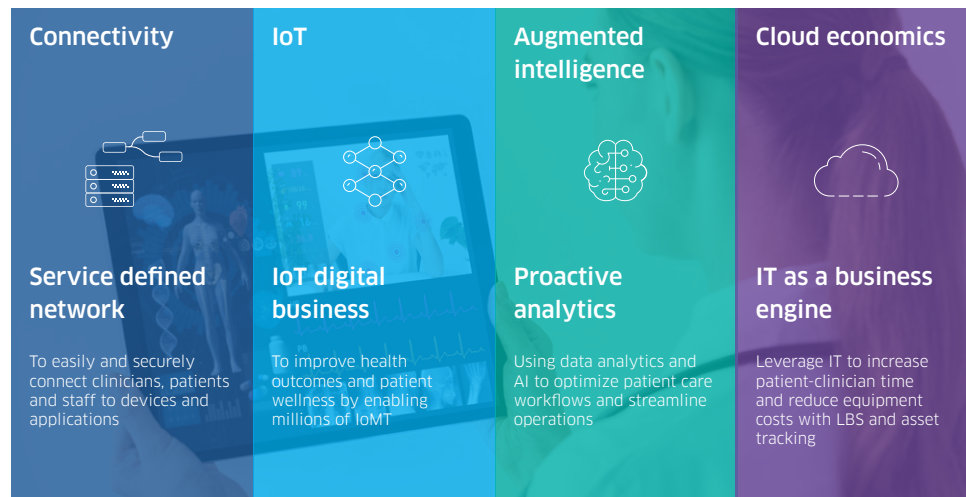 Connectivity
Service defined
network
To easily and securely
connect clinicians, patients
and staff to devices and
applications
IoT
IoT digital
business
To improve health
outcomes and patient
wellness by enabling
millions of IoMT
Augmented
intelligence
Proactive
analytics
Using data analytics and
AI to optimize patient care
workflows and streamline
operations
Cloud economics
IT as a business
engine
Leverage IT to increase
patient-clinician time
and reduce equipment
costs with LBS and asset
tracking